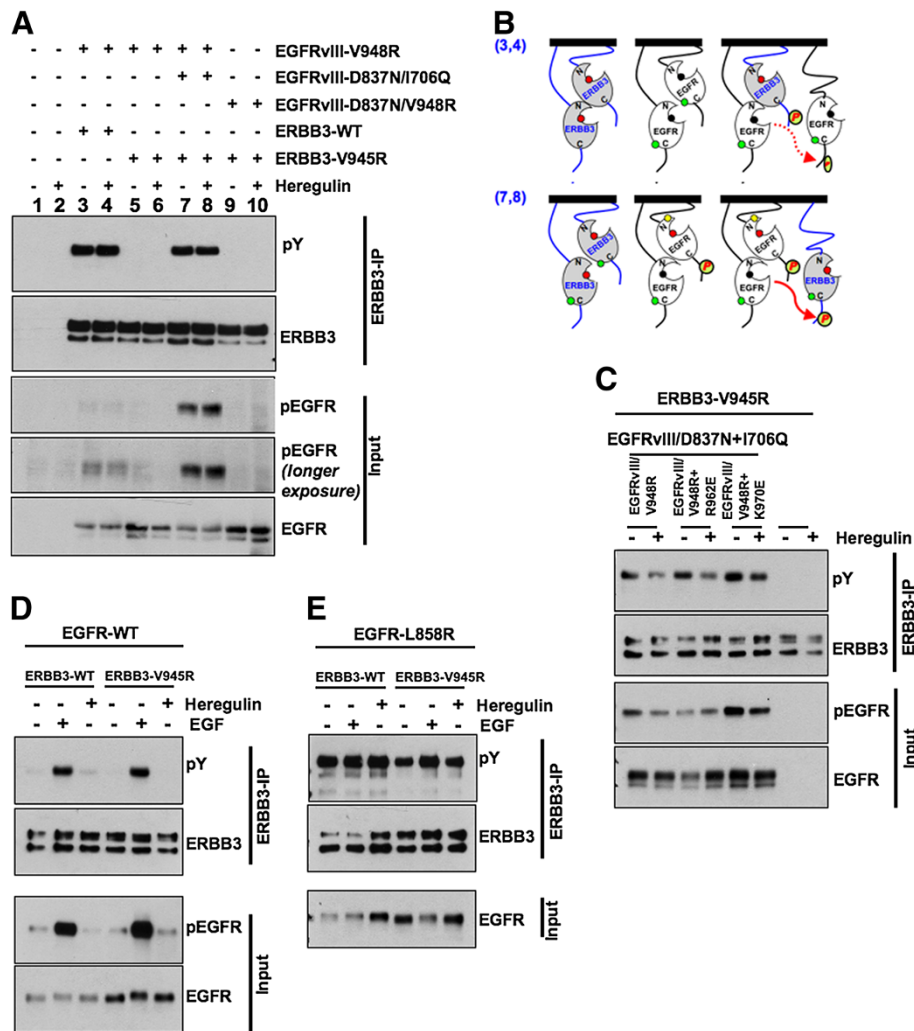 A
- - + + + + + + - - EGFRvIII-V948R
- - - - - - + + - - EGFRvIII-D837N/I706Q
- - - - - - - - + + EGFRvIII-D837N/V948R
- - + + - - - - - - ERBB3-WT
- - - - + + + + + + ERBB3-V945R
- + - + - + - + - + Heregulin
1 2 3 4 5 6 7 8 9 10
pY
ERBB3
ERBB3-IP
pEGFR
pEGFR
(longer
exposure)
EGFR
Input
B
(3,4)
N
ERBB3
C
N
ERBB3
C
N
EGFR
C
N
EGFR
C
N
ERBB3
C
P
N
EGFR
C
N
EGFR
C
P
(7,8)
N
ERBB3
C
N
ERBB3
C
N
EGFR
C
P
N
EGFR
C
N
EGFR
C
P
N
EGFR
C
N
ERBB3
C
P
C
ERBB3-V945R
EGFRvIII/D837N+I706Q
EGFRvIII/
V948R
EGFRvIII/
V948R+
R962E
EGFRvIII/
V948R+
K970E
- + - + - + - + Heregulin
pY
ERBB3
ERBB3-IP
pEGFR
EGFR
Input
D
EGFR-WT
ERBB3-WT ERBB3-V945R
- - + - - + Heregulin
- + - - + - EGF
pY
ERBB3
ERBB3-IP
pEGFR
EGFR
Input
E
EGFR-L858R
ERBB3-WT ERBB3-V945R
- - + - - + Heregulin
- + - - + - EGF
pY
ERBB3
ERBB3-IP
EGFR
Input